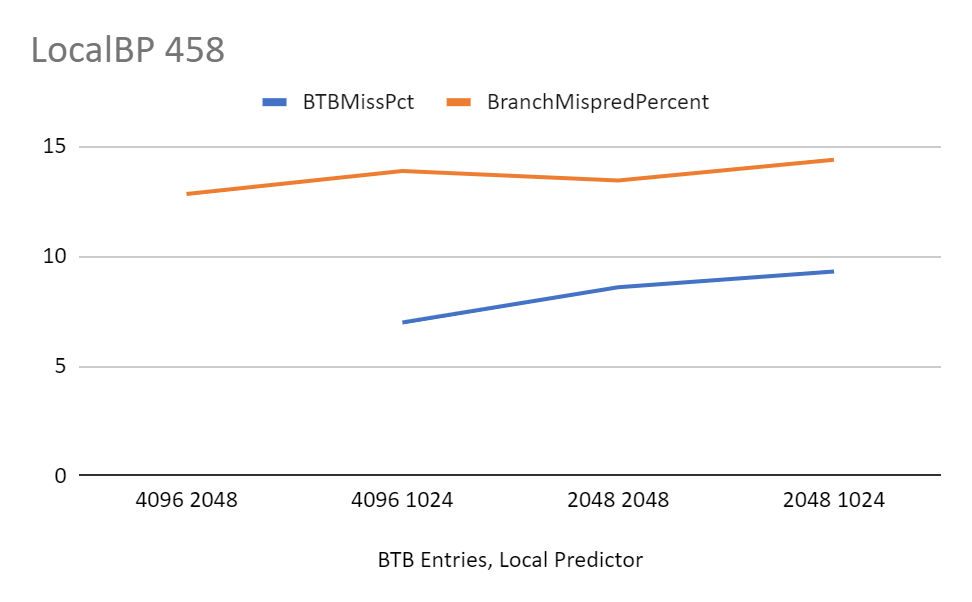 LocalBP 458
BTBMissPct BranchMispredPercent
15
10
5
0
4096 2048 4096 1024 2048 2048 2048 1024
BTB Entries, Local Predictor